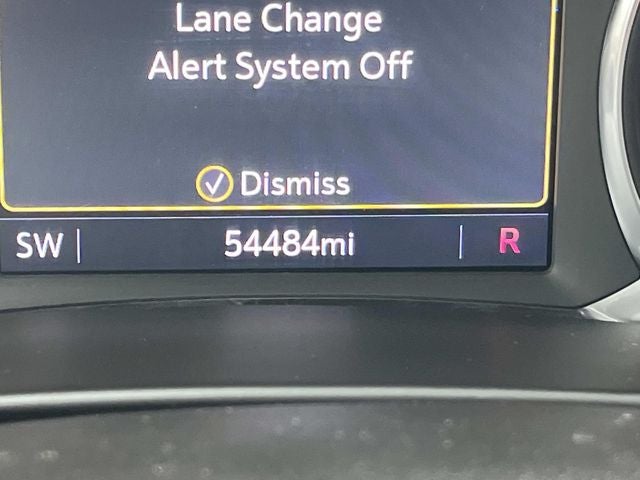 Lane Change
Alert System Off
Dismiss
SW 54484mi R